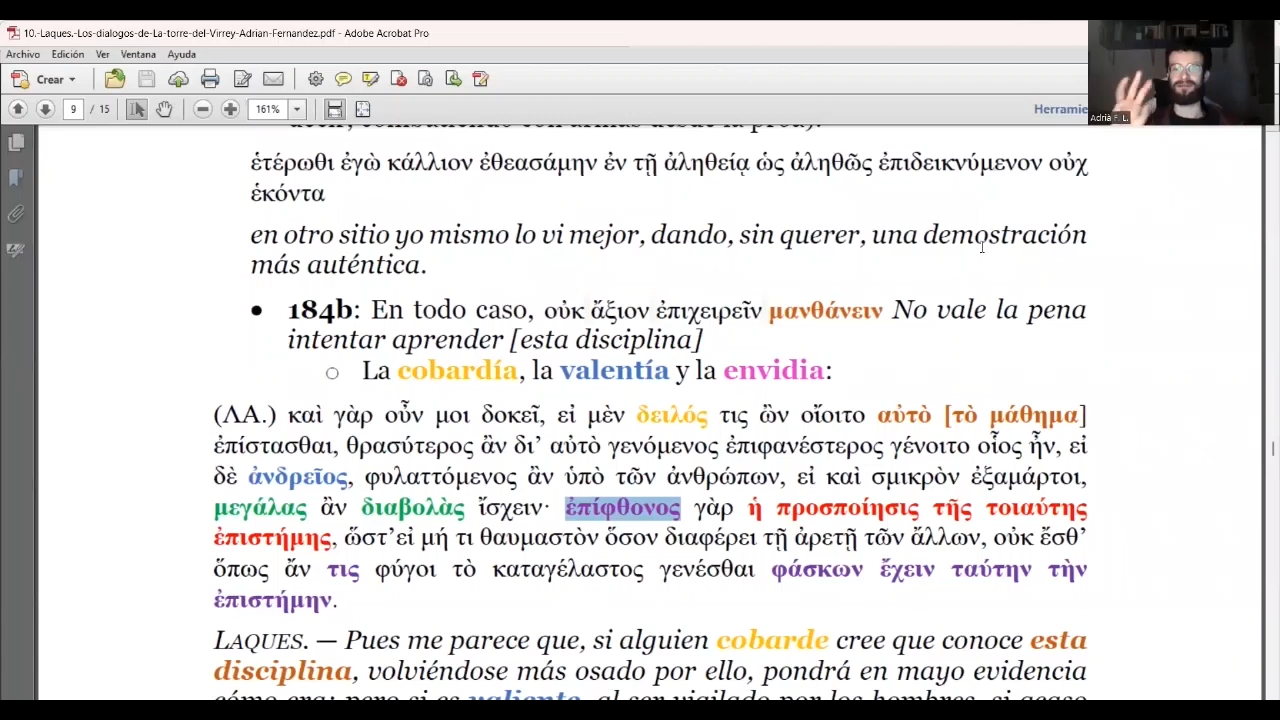 10.-Laques.-Los-dialogos-de-La-torre-del-Virrey-Adrian-Fernandez.pdf - Adobe Acrobat Pro
Archivo Edición Ver Ventana Ayuda
Crear
9 / 15 161% Herramie
Adrià F. L.
ἑτέρωθι ἐγὼ κάλλιον ἐθεασάμην ἐν τῇ ἀληθείᾳ ὡς ἀληθῶς ἐπιδεικνύμενον οὐχ
ἑκόντα
en otro sitio yo mismo lo vi mejor, dando, sin querer, una demostración
más auténtica.
• 184b: En todo caso, οὐκ ἄξιον ἐπιχειρεῖν μανθάνειν No vale la pena
intentar aprender [esta disciplina]
○ La cobardía, la valentía y la envidia:
(ΛΑ.) καὶ γὰρ οὖν μοι δοκεῖ, εἰ μὲν δειλός τις ὢν οἴοιτο αὐτὸ [τὸ μάθημα]
ἐπίστασθαι, θρασύτερος ἂν δι’ αὐτὸ γενόμενος ἐπιφανέστερος γένοιτο οἷος ἦν, εἰ
δὲ ἀνδρεῖος, φυλαττόμενος ἂν ὑπὸ τῶν ἀνθρώπων, εἰ καὶ σμικρὸν ἐξαμάρτοι,
μεγάλας ἂν διαβολὰς ἴσχειν· ἐπίφθονος γὰρ ἡ προσποίησις τῆς τοιαύτης
ἐπιστήμης, ὥστ’εἰ μή τι θαυμαστὸν ὅσον διαφέρει τῇ ἀρετῇ τῶν ἄλλων, οὐκ ἔσθ’
ὅπως ἄν τις φύγοι τὸ καταγέλαστος γενέσθαι φάσκων ἔχειν ταύτην τὴν
ἐπιστήμην.
LAQUES. — Pues me parece que, si alguien cobarde cree que conoce esta
disciplina, volviéndose más osado por ello, pondrá en mayo evidencia